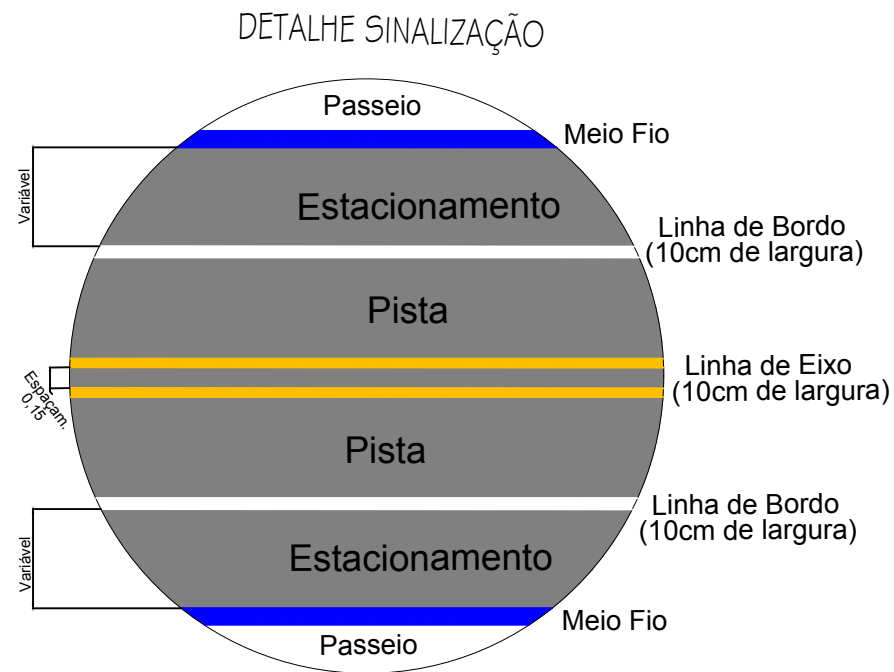 DETALHE SINALIZAÇÃO
Passeio
Meio Fio
Variável
Estacionamento
Linha de Bordo
(10cm de largura)
Pista
Espaçam.
0,15
Linha de Eixo
(10cm de largura)
Pista
Linha de Bordo
(10cm de largura)
Variável
Estacionamento
Meio Fio
Passeio